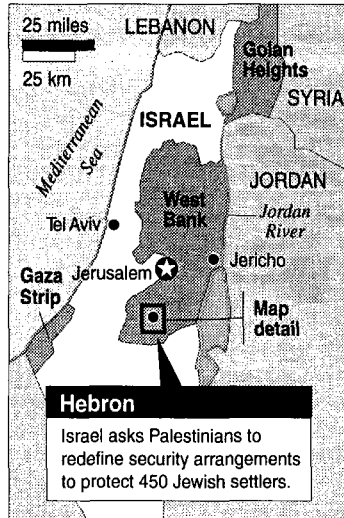 25 miles
25 km
LEBANON
Golan
Heights
SYRIA
ISRAEL
Mediterranean
Sea
West
Bank
JORDAN
Jordan
River
Tel Aviv
Jerusalem
Jericho
Gaza
Strip
Map
detail
Hebron
Israel asks Palestinians to
redefine security arrangements
to protect 450 Jewish settlers.